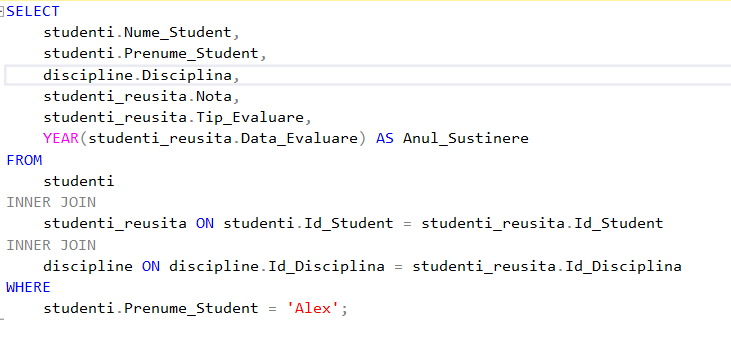 SELECT
studenti.Nume_Student,
studenti.Prenume_Student,
discipline.Disciplina,
studenti_reusita.Nota,
studenti_reusita.Tip_Evaluare,
YEAR(studenti_reusita.Data_Evaluare) AS Anul_Sustinere
FROM
studenti
INNER JOIN
studenti_reusita ON studenti.Id_Student = studenti_reusita.Id_Student
INNER JOIN
discipline ON discipline.Id_Disciplina = studenti_reusita.Id_Disciplina
WHERE
studenti.Prenume_Student = 'Alex';